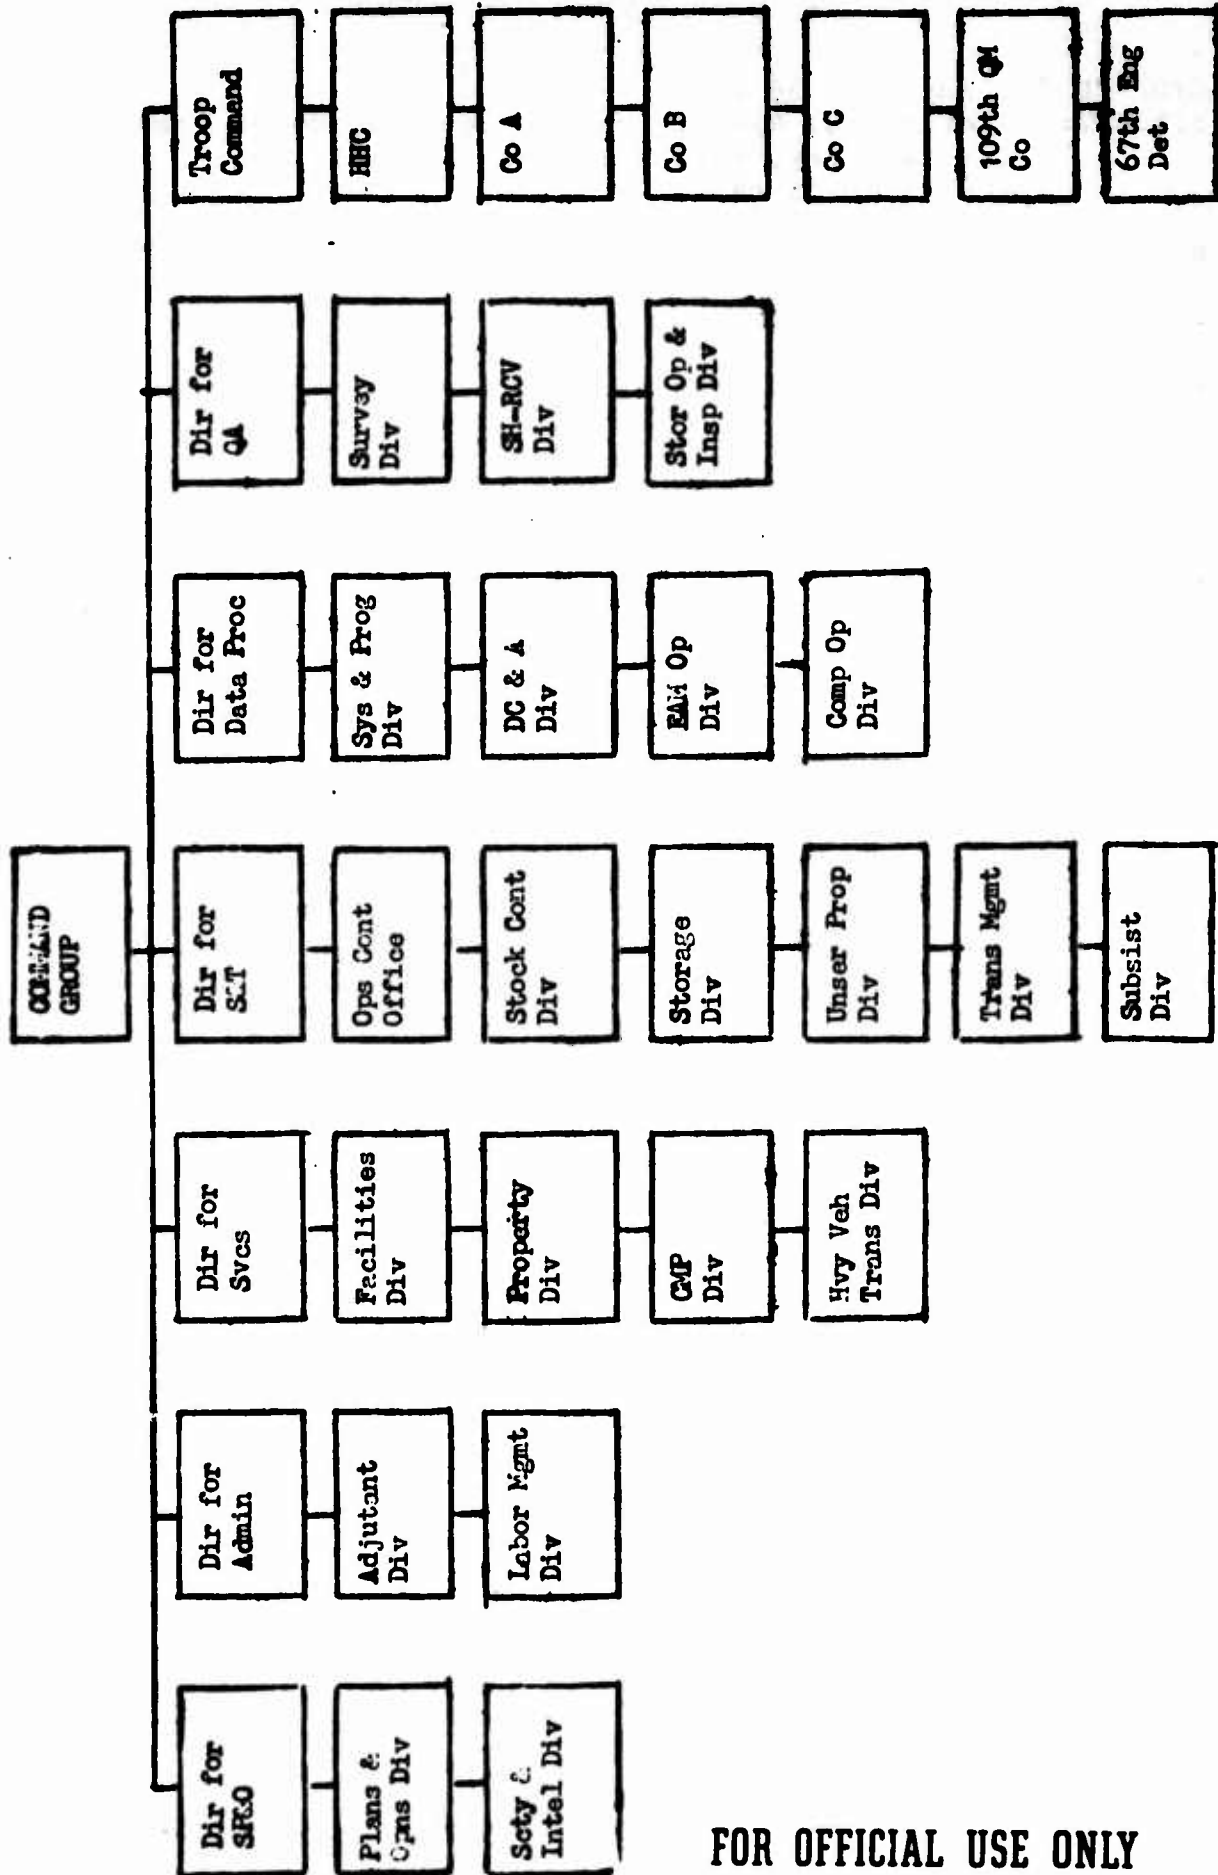 COMMAND
GROUP
Dir for
Dir for
Admin
Dir for
Svcs
Dir for
Dir for
Data Proc
Dir for
QA
Troop
Command
Plans &
Opns Div
Adjutant
Div
Facilities
Div
Ops Cont
Office
Sys & Prog
Div
Survey
Div
HHC
Scty &
Intel Div
Labor Mgmt
Div
Property
Div
Stock Cont
Div
DC & A
Div
SH-RCV
Div
Co A
GMP
Div
Storage
Div
EAM Op
Div
Stor Op &
Insp Div
Co B
Hvy Veh
Trans Div
Unser Prop
Div
Comp Op
Div
Co C
Trans Mgmt
Div
109th QM
Co
Subsist
Div
67th Eng
Det
FOR OFFICIAL USE ONLY